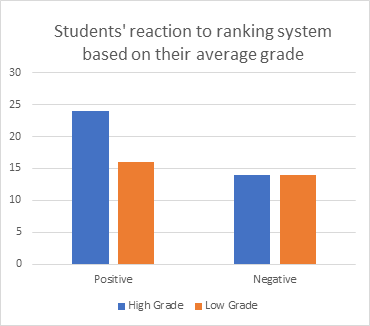 Students' reaction to ranking system
based on their average grade
30
25
20
15
10
5
0
Positive
Negative
High Grade
Low Grade